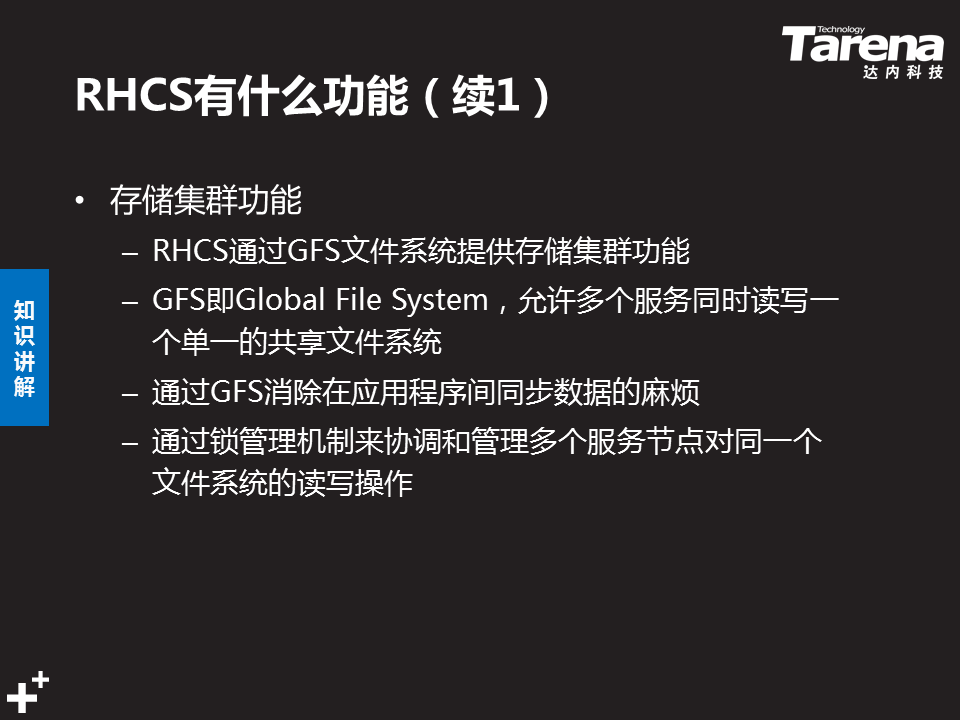 Technology
Tarena
达内科技
RHCS有什么功能（续1）
• 存储集群功能
– RHCS通过GFS文件系统提供存储集群功能
– GFS即Global File System，允许多个服务同时读写一
个单一的共享文件系统
– 通过GFS消除在应用程序间同步数据的麻烦
– 通过锁管理机制来协调和管理多个服务节点对同一个
文件系统的读写操作
知
识
讲
解